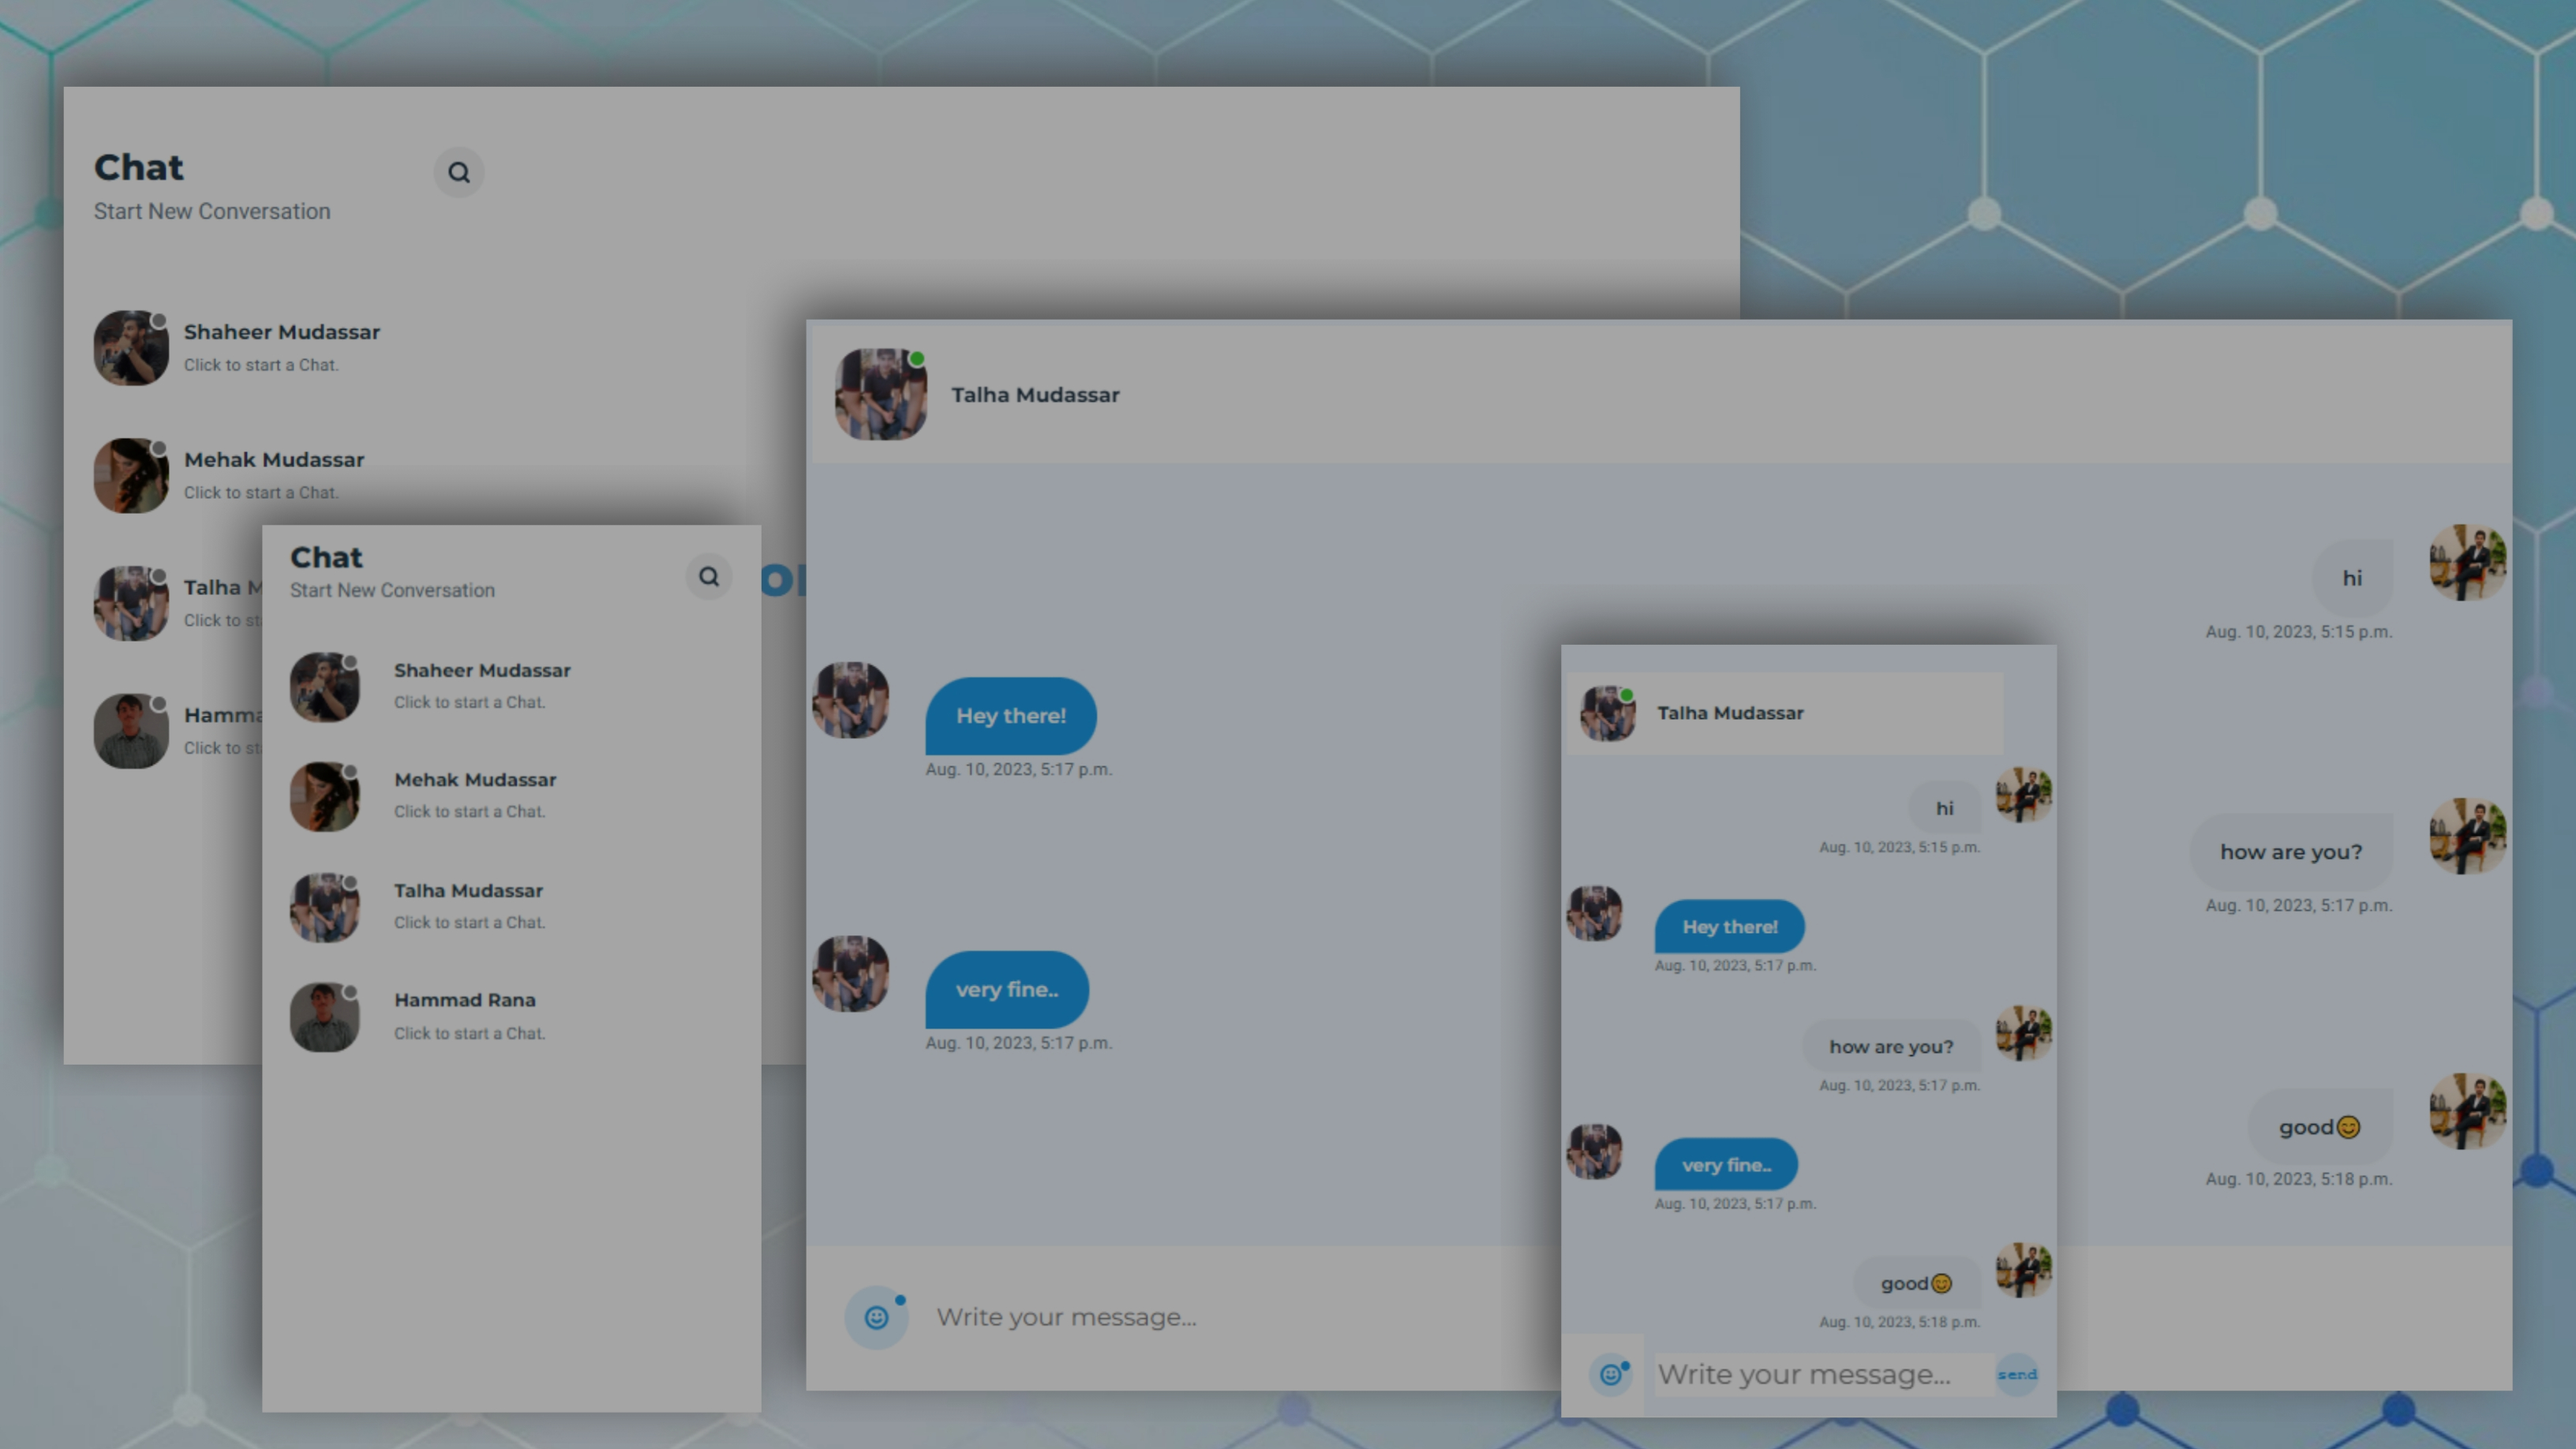 Chat
Start New Conversation
Shaheer Mudassar
Click to start a Chat.
Mehak Mudassar
Click to start a Chat.
Talha M
Click to st
Hamma
Click to st
Chat
Start New Conversation
Shaheer Mudassar
Click to start a Chat.
Mehak Mudassar
Click to start a Chat.
Talha Mudassar
Click to start a Chat.
Hammad Rana
Click to start a Chat.
Talha Mudassar
hi
Aug. 10, 2023, 5:15 p.m.
Hey there!
Aug. 10, 2023, 5:17 p.m.
how are you?
Aug. 10, 2023, 5:17 p.m.
very fine..
Aug. 10, 2023, 5:17 p.m.
good😊
Aug. 10, 2023, 5:18 p.m.
Write your message...
Talha Mudassar
hi
Aug. 10, 2023, 5:15 p.m.
Hey there!
Aug. 10, 2023, 5:17 p.m.
how are you?
Aug. 10, 2023, 5:17 p.m.
very fine..
Aug. 10, 2023, 5:17 p.m.
good😊
Aug. 10, 2023, 5:18 p.m.
Write your message... send